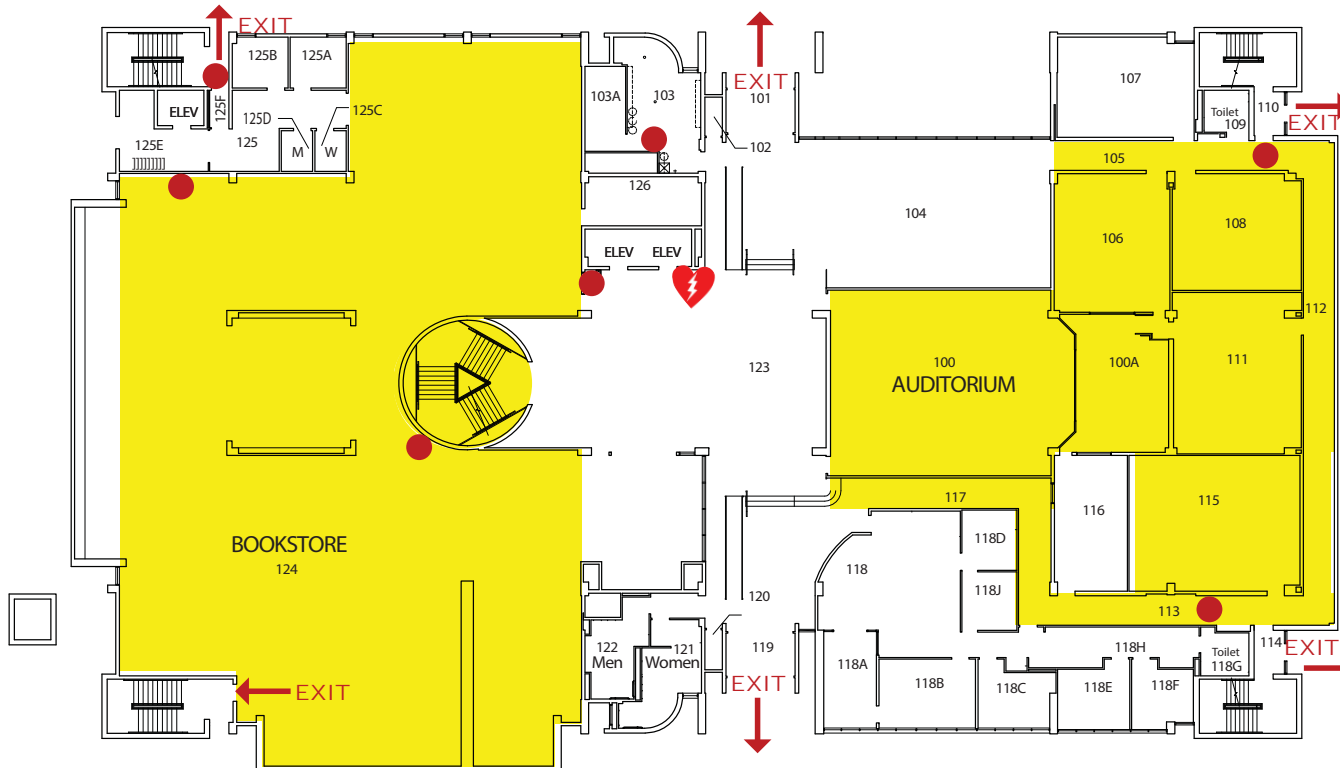 EXIT
125B
125A
ELEV
125F
125C
125D
125
125E
M
W
103A
103
EXIT
101
102
107
Toilet
109
110
EXIT
105
126
104
106
108
ELEV
ELEV
112
123
100
AUDITORIUM
100A
111
117
116
115
BOOKSTORE
124
118D
118
118J
120
113
122
Men
121
Women
119
118H
114
Toilet
118G
EXIT
118A
118B
118C
118E
118F
EXIT
EXIT